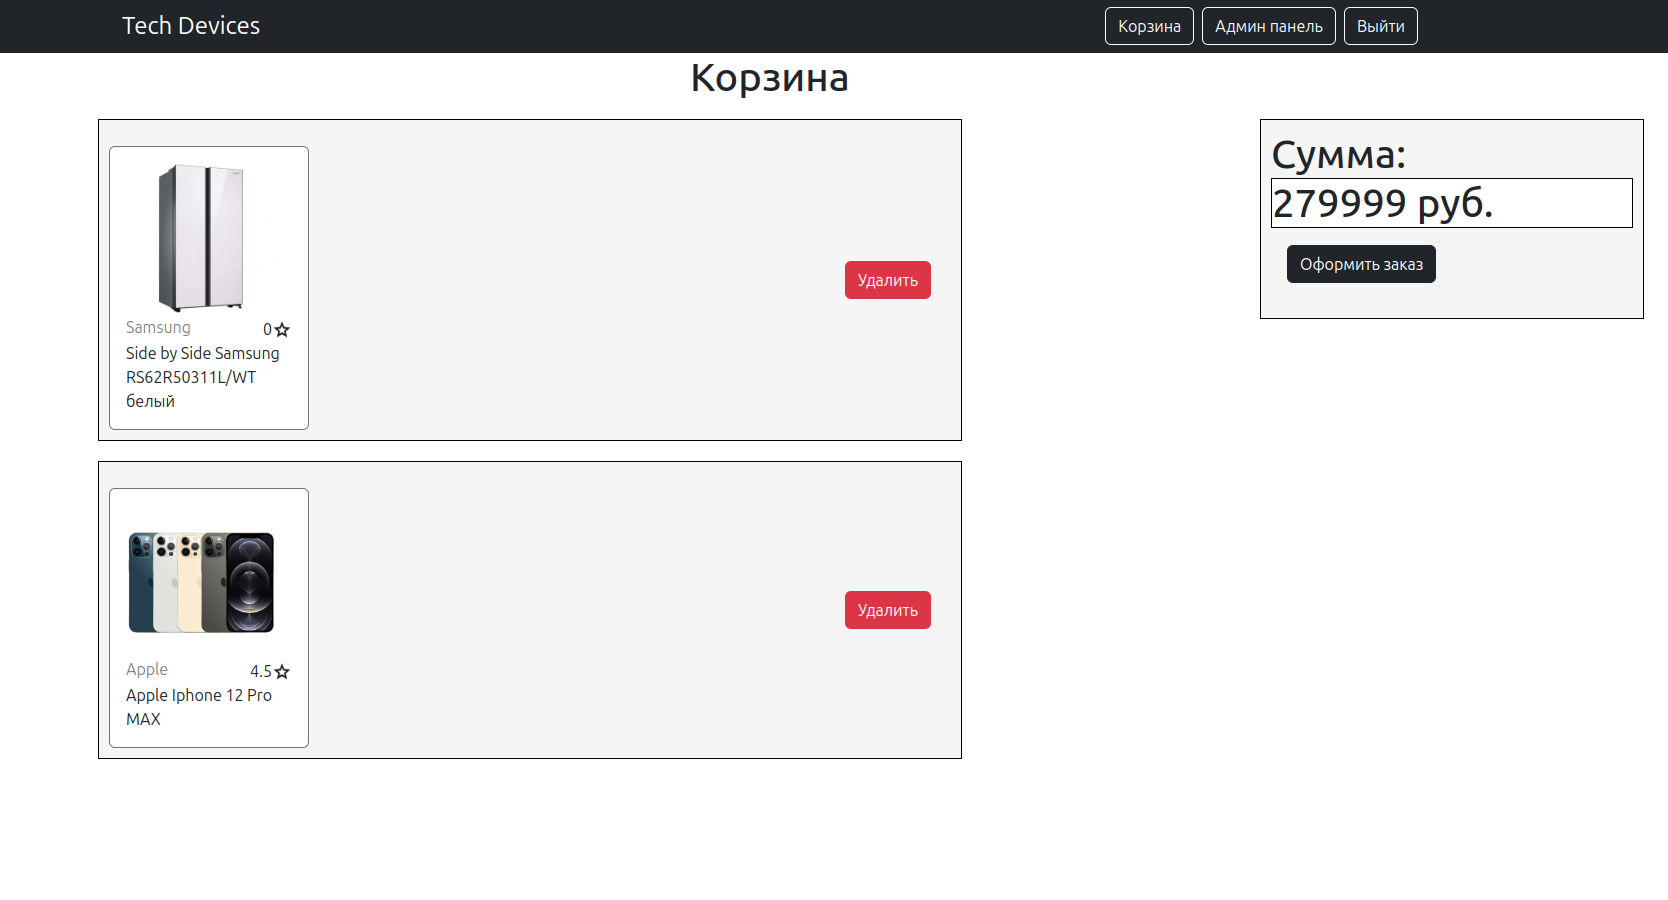 Tech Devices
Корзина
Админ панель
Выйти
Корзина
Samsung
0
Side by Side Samsung
RS62R50311L/WT
белый
Удалить
Apple
4.5
Apple Iphone 12 Pro
MAX
Удалить
Сумма:
279999 руб.
Оформить заказ